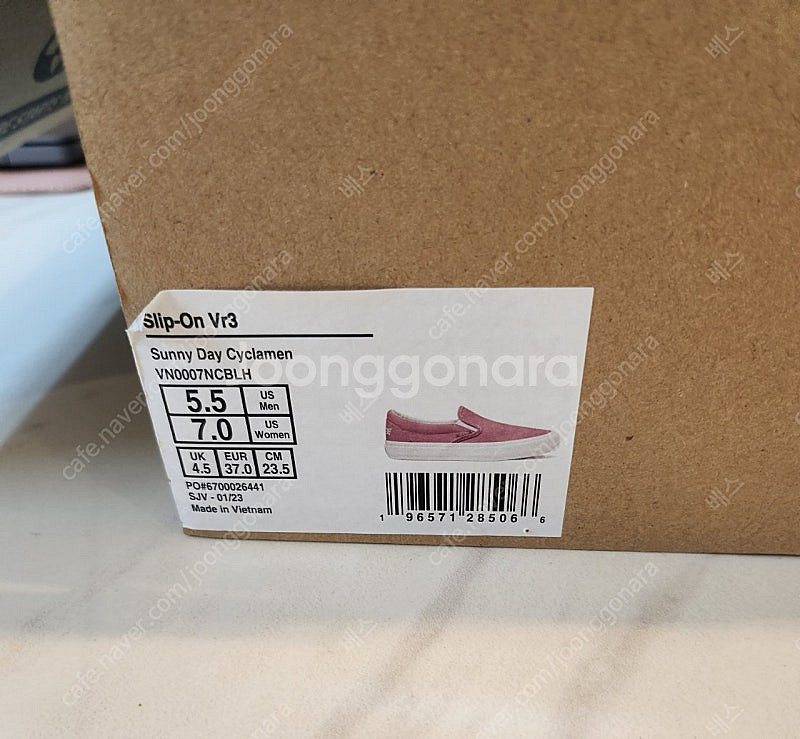 Slip-On Vr3
Sunny Day Cyclamen
VN0007NCBLH
5.5 US Men
7.0 US Women
UK 4.5 EUR 37.0 CM 23.5
PO#6700026441
SJV - 01/23
Made in Vietnam
1 96571 28506 6
Joonggonara
cafe.naver.com/joonggonara
베스